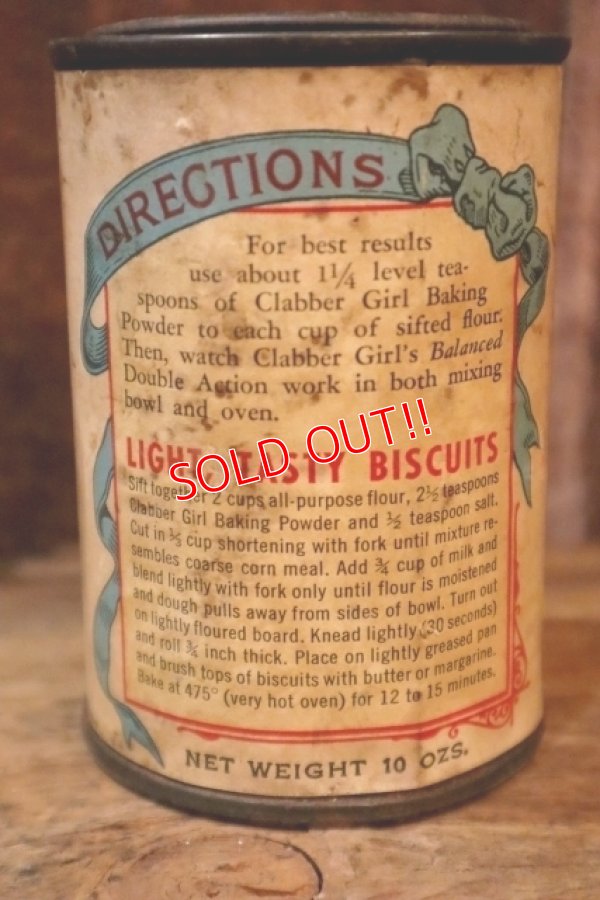 DIRECTIONS
For best results
use about 1¼ level tea-
spoons of Clabber Girl Baking
Powder to each cup of sifted flour.
Then, watch Clabber Girl's Balanced
Double Action work in both mixing
bowl and oven.
LIGHT, TASTY BISCUITS
SOLD OUT!!
Sift together 2 cups all-purpose flour, 2½ teaspoons
Clabber Girl Baking Powder and ½ teaspoon salt.
Cut in ⅓ cup shortening with fork until mixture re-
sembles coarse corn meal. Add ¾ cup of milk and
blend lightly with fork only until flour is moistened
and dough pulls away from sides of bowl. Turn out
on lightly floured board. Knead lightly (30 seconds)
and roll ¾ inch thick. Place on lightly greased pan
and brush tops of biscuits with butter or margarine.
Bake at 475° (very hot oven) for 12 to 15 minutes.
NET WEIGHT 10 OZS.